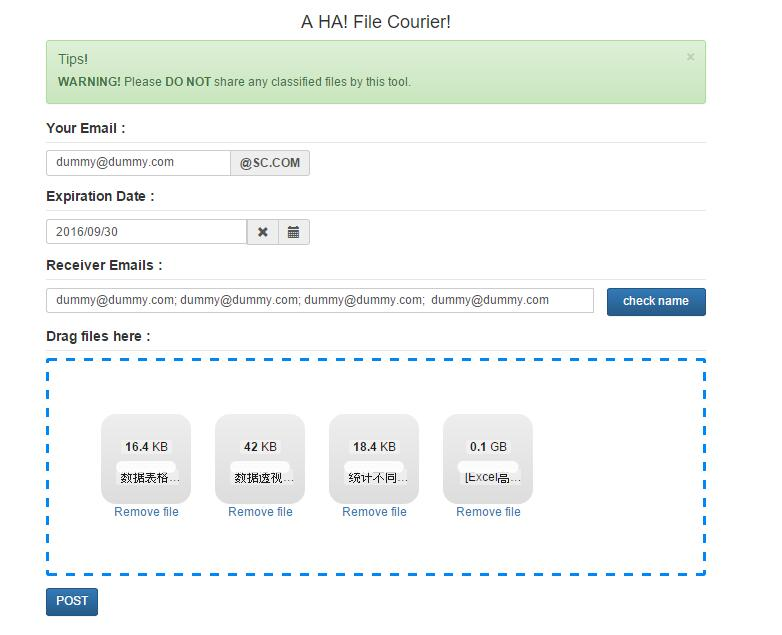 A HA! File Courier!
Tips! ×
WARNING! Please DO NOT share any classified files by this tool.
Your Email :
dummy@dummy.com @SC.COM
Expiration Date :
2016/09/30
Receiver Emails :
dummy@dummy.com; dummy@dummy.com; dummy@dummy.com;  dummy@dummy.com check name
Drag files here :
16.4 KB 42 KB 18.4 KB 0.1 GB
数据表格... 数据透视... 统计不同... [Excel高...
Remove file Remove file Remove file Remove file
POST